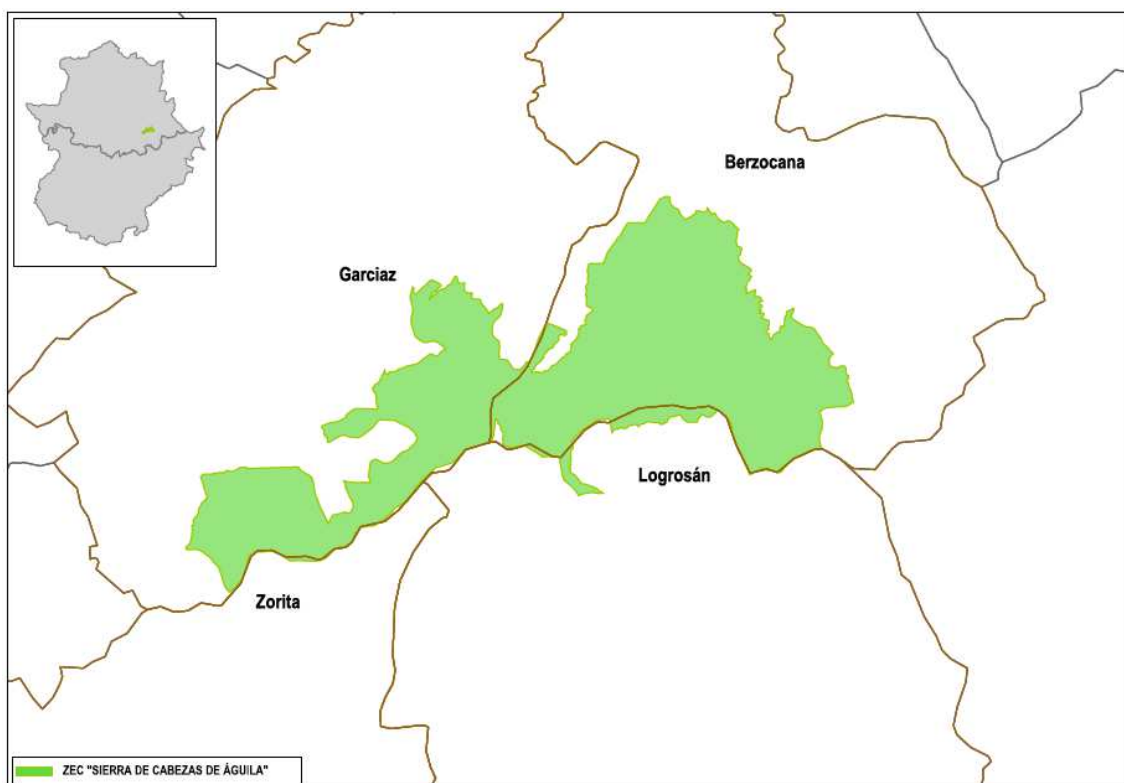 Berzocana
Garciaz
Logrosán
Zorita
ZEC "SIERRA DE CABEZAS DE ÁGUILA"